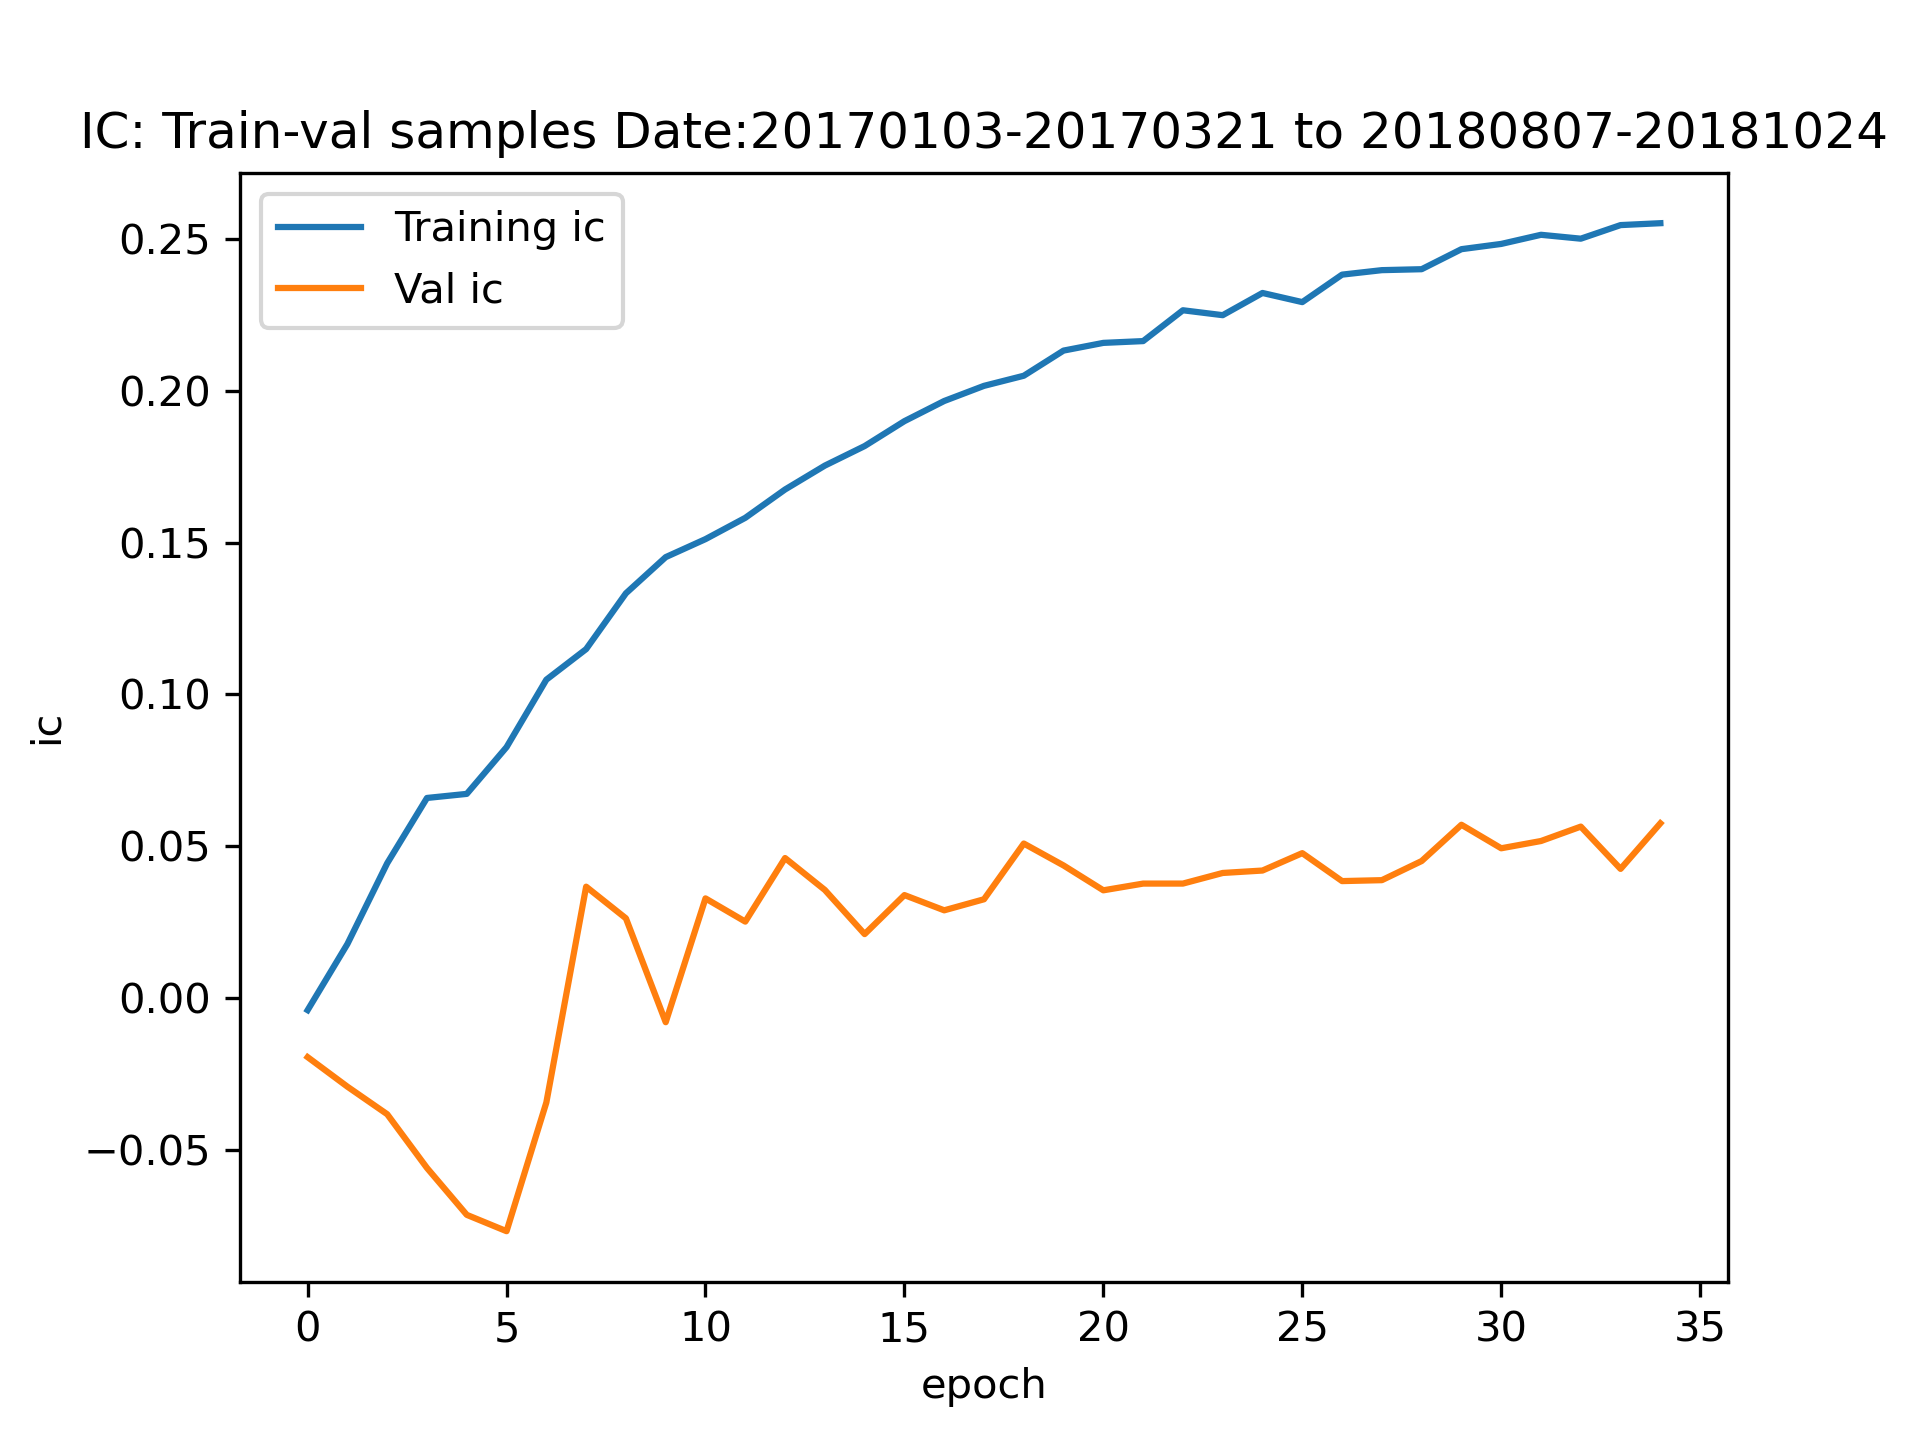 IC: Train-val samples Date:20170103-20170321 to 20180807-20181024
Training ic
Val ic
0.25
0.20
0.15
0.10
0.05
0.00
−0.05
ic
0 5 10 15 20 25 30 35
epoch